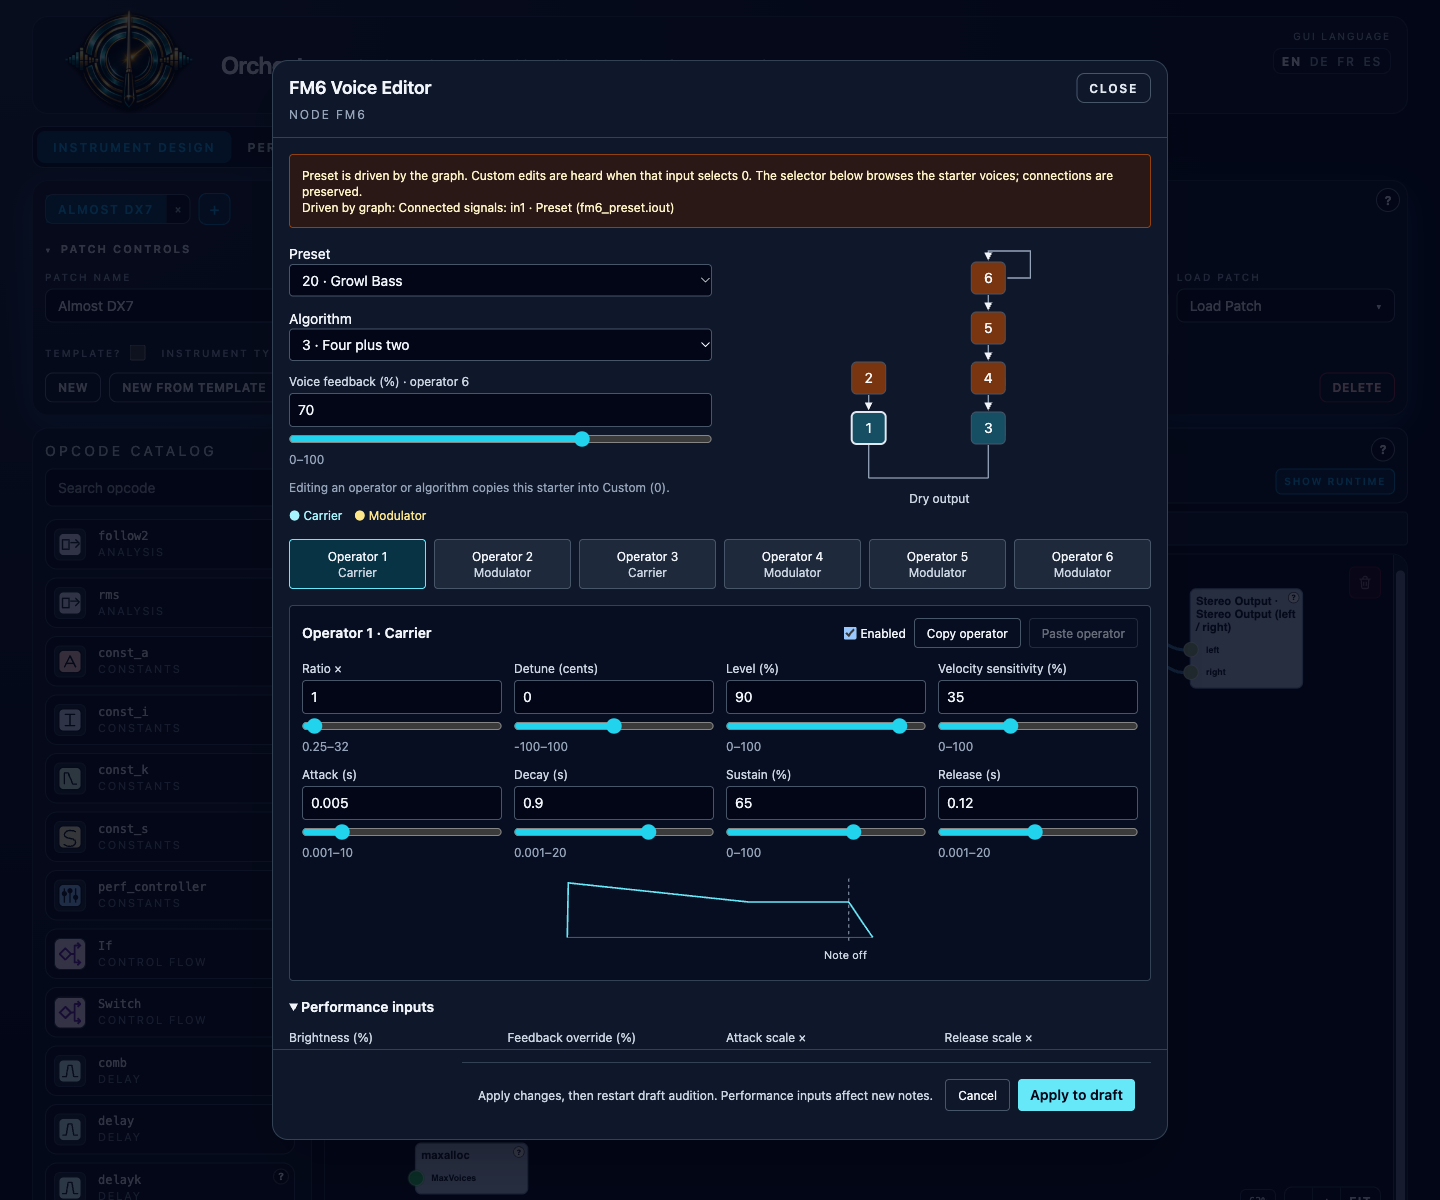 GUI LANGUAGE
EN DE FR ES
INSTRUMENT DESIGN
ALMOST DX7
×
+
?
PATCH CONTROLS
PATCH NAME
Almost DX7
LOAD PATCH
Load Patch
TEMPLATE?
NEW
NEW FROM TEMPLATE
DELETE
OPCODE CATALOG
?
Search opcode
SHOW RUNTIME
follow2
ANALYSIS
rms
ANALYSIS
const_a
CONSTANTS
const_i
CONSTANTS
const_k
CONSTANTS
const_s
CONSTANTS
perf_controller
CONSTANTS
If
CONTROL FLOW
Switch
CONTROL FLOW
comb
DELAY
delay
DELAY
delayk
DELAY
?
Stereo Output ·
Stereo Output (left
/ right)
?
left
right
maxalloc
?
MaxVoices
FM6 Voice Editor
NODE FM6
CLOSE
Preset is driven by the graph. Custom edits are heard when that input selects 0. The selector below browses the starter voices; connections are
preserved.
Driven by graph: Connected signals: in1 · Preset (fm6_preset.iout)
Preset
20 · Growl Bass
Algorithm
3 · Four plus two
Voice feedback (%) · operator 6
70
0–100
Editing an operator or algorithm copies this starter into Custom (0).
Carrier Modulator
6
5
2 4
1 3
Dry output
Operator 1
Carrier
Operator 2
Modulator
Operator 3
Carrier
Operator 4
Modulator
Operator 5
Modulator
Operator 6
Modulator
Operator 1 · Carrier
Enabled
Copy operator
Paste operator
Ratio ×
1
0.25–32
Detune (cents)
0
-100–100
Level (%)
90
0–100
Velocity sensitivity (%)
35
0–100
Attack (s)
0.005
0.001–10
Decay (s)
0.9
0.001–20
Sustain (%)
65
0–100
Release (s)
0.12
0.001–20
Note off
Performance inputs
Brightness (%)
Feedback override (%)
Attack scale ×
Release scale ×
Apply changes, then restart draft audition. Performance inputs affect new notes.
Cancel
Apply to draft